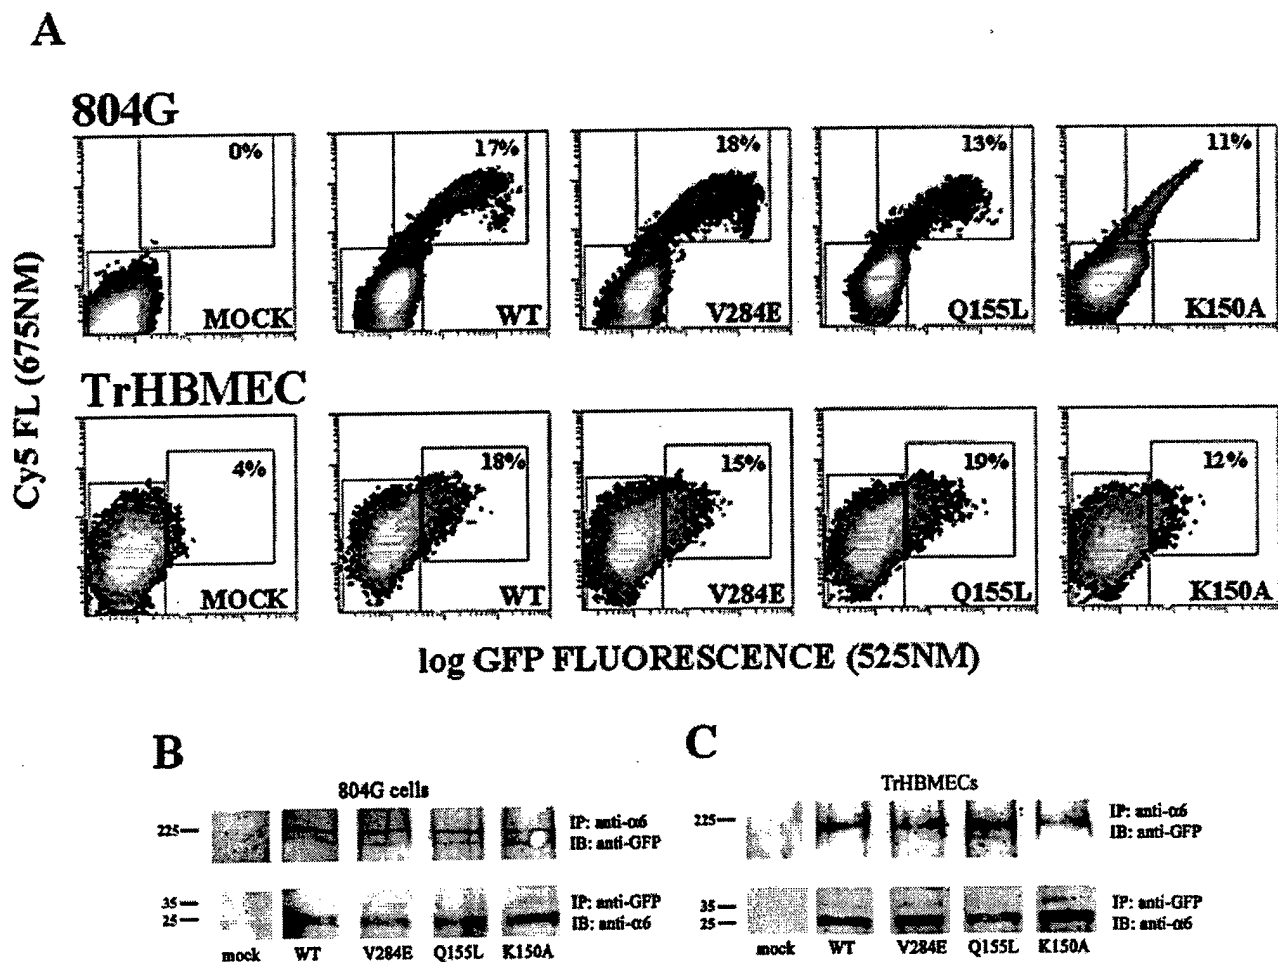 A
804G
0%
17%
18%
13%
11%
MOCK
WT
V284E
Q155L
K150A
TrHBMEC
4%
18%
15%
19%
12%
MOCK
WT
V284E
Q155L
K150A
Cy5 FL (675NM)
log GFP FLUORESCENCE (525NM)
B
804G cells
225
IP: anti-α6
IB: anti-GFP
35
25
IP: anti-GFP
IB: anti-α6
mock WT V284E Q155L K150A
C
TrHBMECs
225
IP: anti-α6
IB: anti-GFP
35
25
IP: anti-GFP
IB: anti-α6
mock WT V284E Q155L K150A